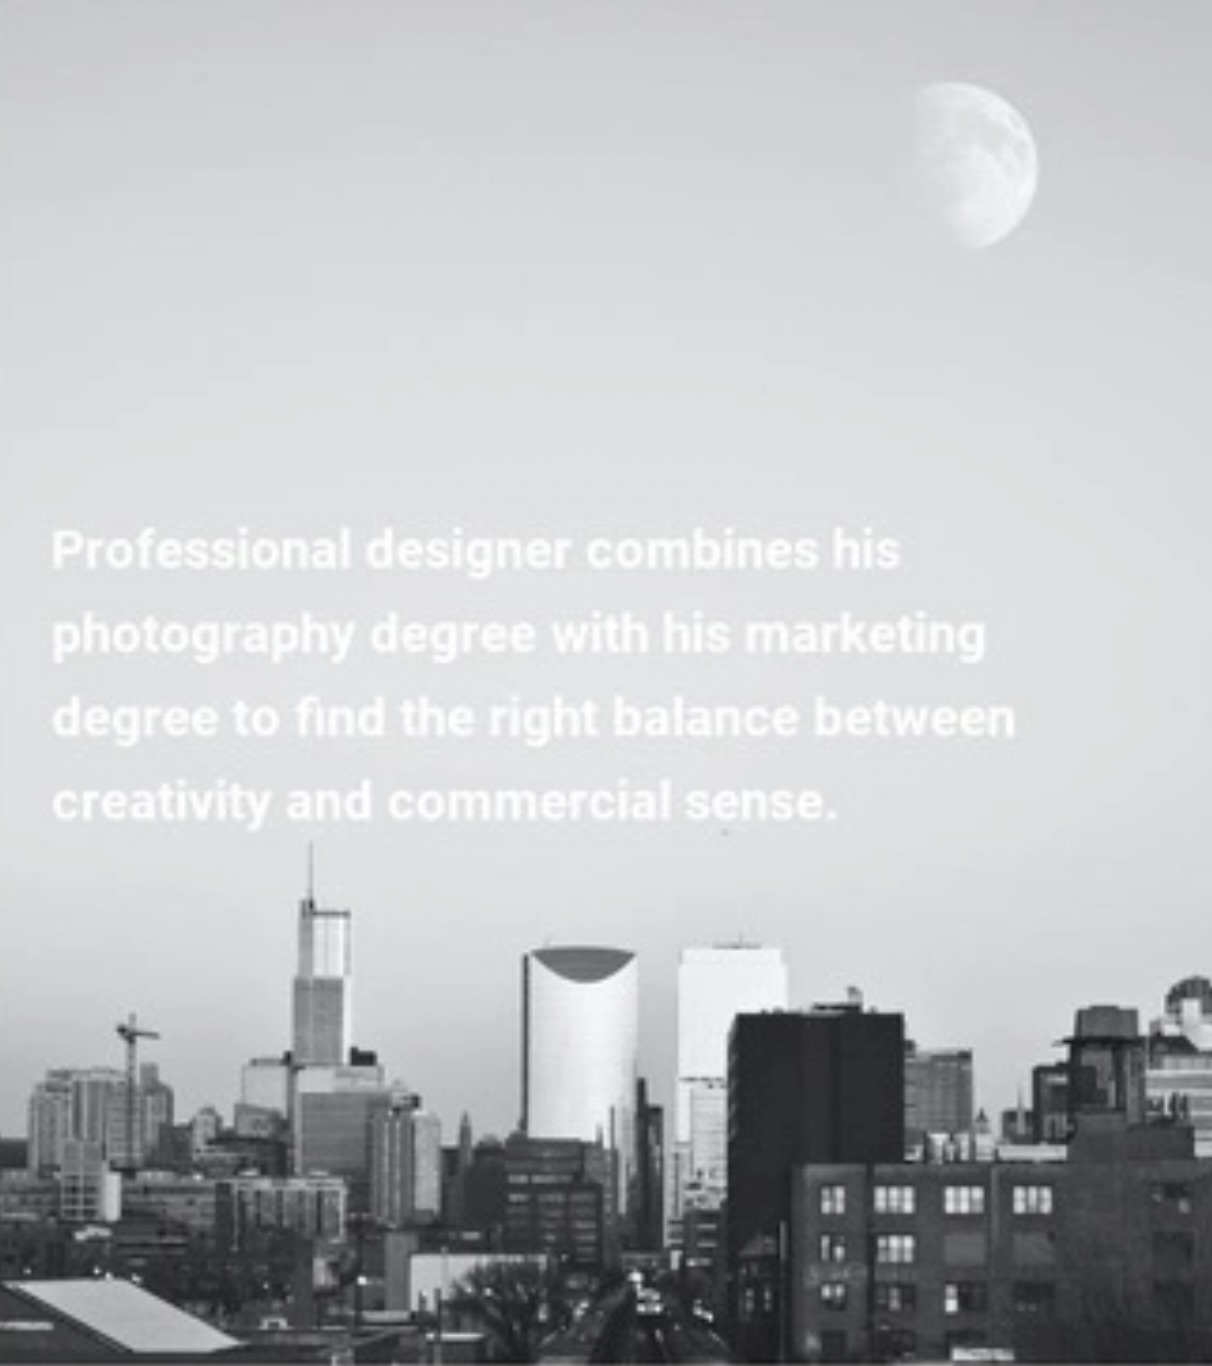 Professional designer combines his
photography degree with his marketing
degree to find the right balance between
creativity and commercial sense.